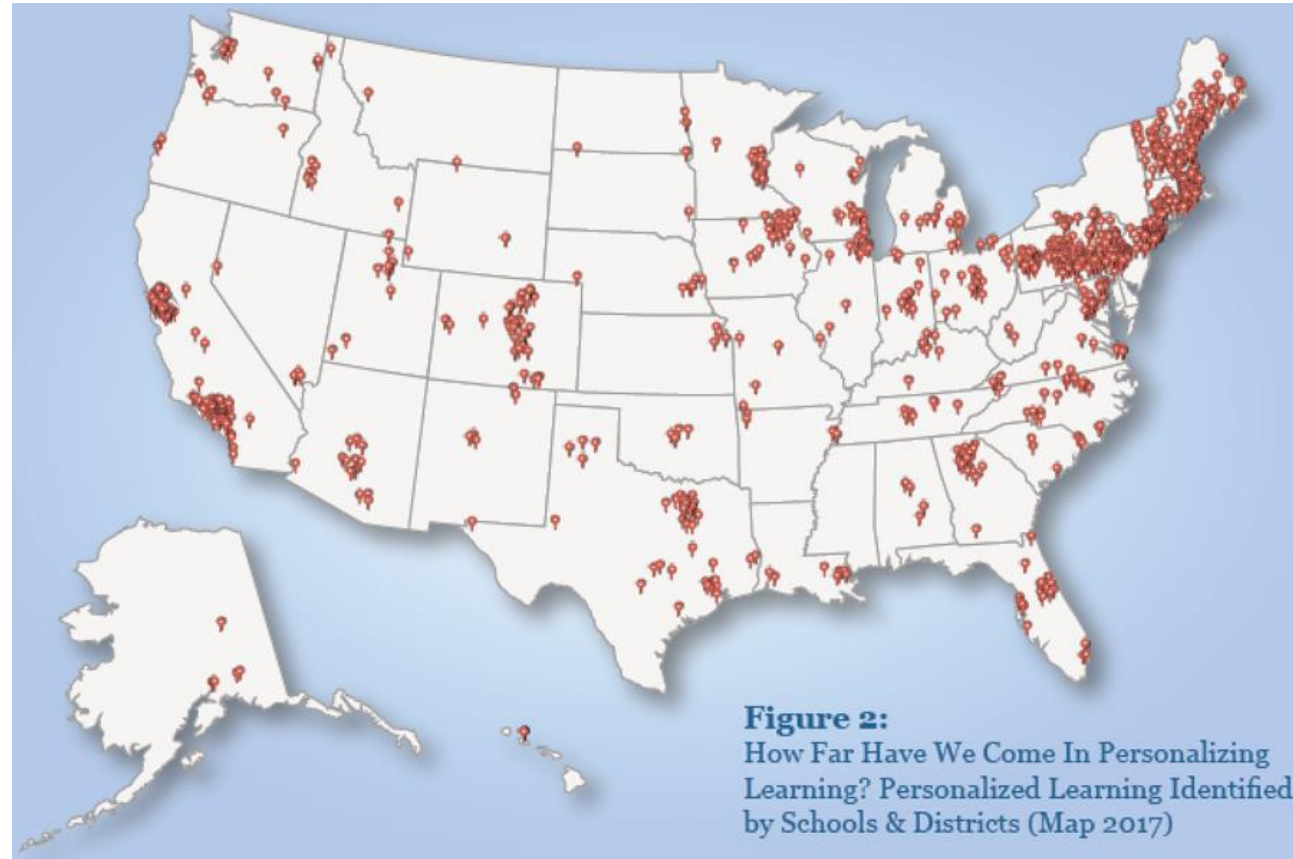 Figure 2:
How Far Have We Come In Personalizing
Learning? Personalized Learning Identified
by Schools & Districts (Map 2017)